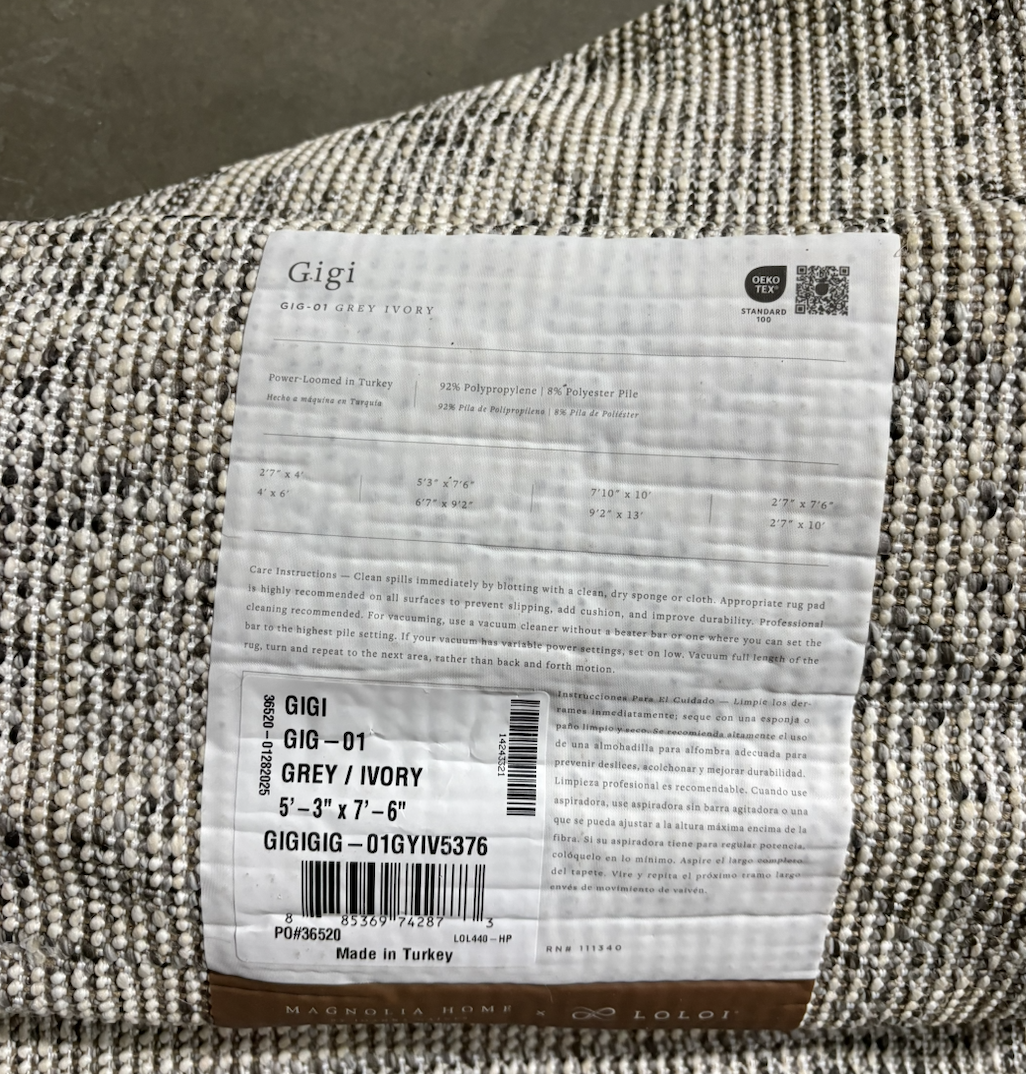 Gigi
GIG-01 GREY IVORY
OEKO
TEX®
STANDARD
100
Power-Loomed in Turkey
Hecho a máquina en Turquía
92% Polypropylene | 8% Polyester Pile
92% Pila de Polipropileno | 8% Pila de Poliéster
2'7" x 4'
4' x 6'
5'3" x 7'6"
6'7" x 9'2"
7'10" x 10'
9'2" x 13'
2'7" x 7'6"
2'7" x 10'
Care Instructions — Clean spills immediately by blotting with a clean, dry sponge or cloth. Appropriate rug pad
is highly recommended on all surfaces to prevent slipping, add cushion, and improve durability. Professional
cleaning recommended. For vacuuming, use a vacuum cleaner without a beater bar or one where you can set the
bar to the highest pile setting. If your vacuum has variable power settings, set on low. Vacuum full length of the
rug, turn and repeat to the next area, rather than back and forth motion.
36520-01282025
GIGI
GIG-01
GREY / IVORY
5'-3" x 7'-6"
GIGIGIG-01GYIV5376
14243321
8 85369 74287 3
PO#36520
LOL440-HP
Made in Turkey
Instrucciones Para El Cuidado — Limpie los der-
rames inmediatamente; seque con una esponja o
paño limpio y seco. Se recomienda altamente el uso
de una almohadilla para alfombra adecuada para
prevenir deslices, acolchonar y mejorar durabilidad.
Limpieza profesional es recomendable. Cuando use
aspiradora, use aspiradora sin barra agitadora o una
que se pueda ajustar a la altura máxima encima de la
fibra. Si su aspiradora tiene para regular potencia,
colóquelo en lo mínimo. Aspire el largo completo
del tapete. Vire y repita el próximo tramo largo
envés de movimiento de vaivén.
RN# 111340
MAGNOLIA HOME x LOLOI